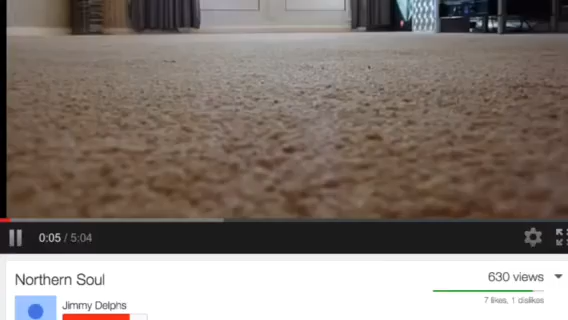 0:05 / 5:04
Northern Soul
630 views
Jimmy Delphs
7 likes, 1 dislikes